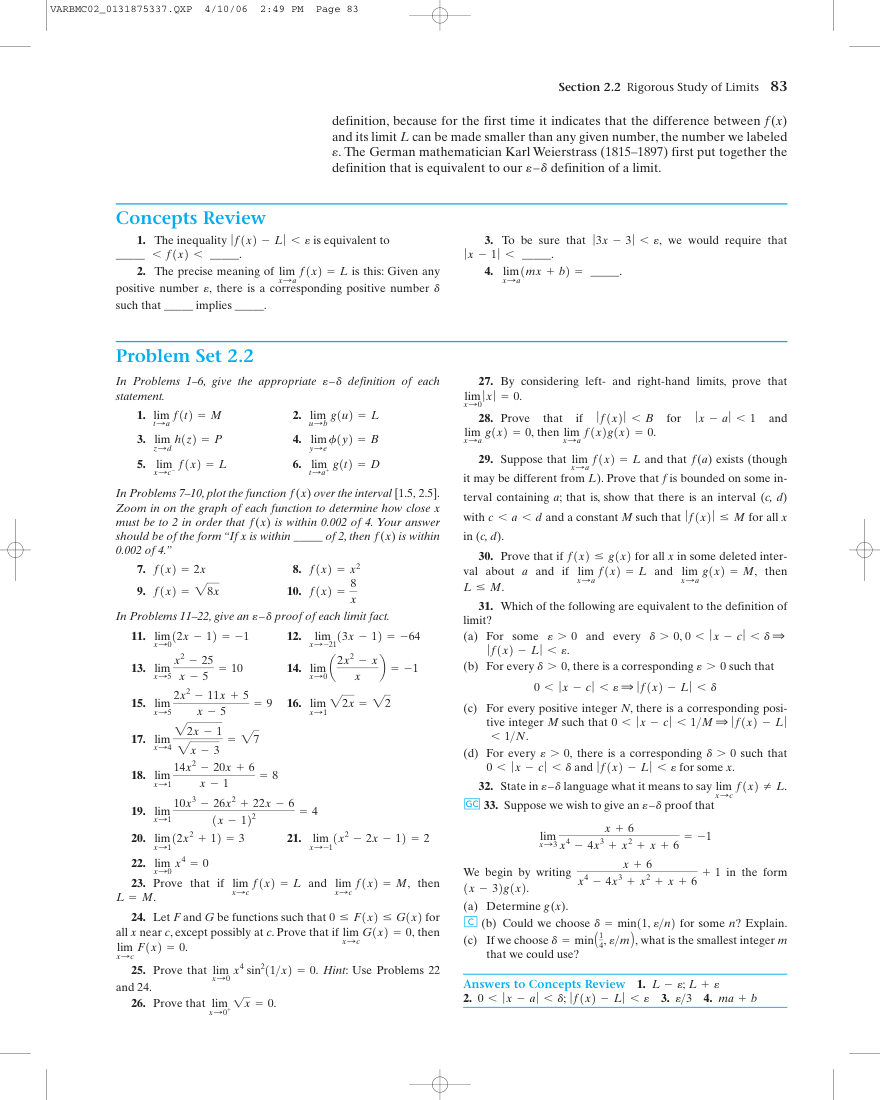 VARBMC02_0131875337.QXP 4/10/06 2:49 PM Page 83
Section 2.2 Rigorous Study of Limits 83
definition, because for the first time it indicates that the difference between f(x)
and its limit L can be made smaller than any given number, the number we labeled
ε. The German mathematician Karl Weierstrass (1815–1897) first put together the
definition that is equivalent to our ε–δ definition of a limit.
Concepts Review
1. The inequality |f(x) − L| < ε is equivalent to
_____ < f(x) < _____.
2. The precise meaning of lim x→a f(x) = L is this: Given any
positive number ε, there is a corresponding positive number δ
such that _____ implies _____.
3. To be sure that |3x − 3| < ε, we would require that
|x − 1| < _____.
4. lim x→a (mx + b) = _____.
Problem Set 2.2
In Problems 1–6, give the appropriate ε–δ definition of each
statement.
1. lim t→a f(t) = M 2. lim u→b g(u) = L
3. lim z→d h(z) = P 4. lim y→e φ(y) = B
5. lim x→c⁻ f(x) = L 6. lim t→a⁺ g(t) = D
In Problems 7–10, plot the function f(x) over the interval [1.5, 2.5].
Zoom in on the graph of each function to determine how close x
must be to 2 in order that f(x) is within 0.002 of 4. Your answer
should be of the form “If x is within _____ of 2, then f(x) is within
0.002 of 4.”
7. f(x) = 2x 8. f(x) = x²
9. f(x) = √8x 10. f(x) = 8/x
In Problems 11–22, give an ε–δ proof of each limit fact.
11. lim x→0 (2x − 1) = −1 12. lim x→−21 (3x − 1) = −64
13. lim x→5 (x² − 25)/(x − 5) = 10 14. lim x→0 ((2x² − x)/x) = −1
15. lim x→5 (2x² − 11x + 5)/(x − 5) = 9 16. lim x→1 √2x = √2
17. lim x→4 √(2x − 1)/√(x − 3) = √7
18. lim x→1 (14x² − 20x + 6)/(x − 1) = 8
19. lim x→1 (10x³ − 26x² + 22x − 6)/(x − 1)² = 4
20. lim x→1 (2x² + 1) = 3 21. lim x→−1 (x² − 2x − 1) = 2
22. lim x→0 x⁴ = 0
23. Prove that if lim x→c f(x) = L and lim x→c f(x) = M, then
L = M.
24. Let F and G be functions such that 0 ≤ F(x) ≤ G(x) for
all x near c, except possibly at c. Prove that if lim x→c G(x) = 0, then
lim x→c F(x) = 0.
25. Prove that lim x→0 x⁴ sin²(1/x) = 0. Hint: Use Problems 22
and 24.
26. Prove that lim x→0⁺ √x = 0.
27. By considering left- and right-hand limits, prove that
lim x→0 |x| = 0.
28. Prove that if |f(x)| < B for |x − a| < 1 and
lim x→a g(x) = 0, then lim x→a f(x)g(x) = 0.
29. Suppose that lim x→a f(x) = L and that f(a) exists (though
it may be different from L). Prove that f is bounded on some in-
terval containing a; that is, show that there is an interval (c, d)
with c < a < d and a constant M such that |f(x)| ≤ M for all x
in (c, d).
30. Prove that if f(x) ≤ g(x) for all x in some deleted inter-
val about a and if lim x→a f(x) = L and lim x→a g(x) = M, then
L ≤ M.
31. Which of the following are equivalent to the definition of
limit?
(a) For some ε > 0 and every δ > 0, 0 < |x − c| < δ ⇒
|f(x) − L| < ε.
(b) For every δ > 0, there is a corresponding ε > 0 such that
0 < |x − c| < ε ⇒ |f(x) − L| < δ
(c) For every positive integer N, there is a corresponding posi-
tive integer M such that 0 < |x − c| < 1/M ⇒ |f(x) − L|
< 1/N.
(d) For every ε > 0, there is a corresponding δ > 0 such that
0 < |x − c| < δ and |f(x) − L| < ε for some x.
32. State in ε–δ language what it means to say lim x→c f(x) ≠ L.
GC 33. Suppose we wish to give an ε–δ proof that
lim x→3 (x + 6)/(x⁴ − 4x³ + x² + x + 6) = −1
We begin by writing (x + 6)/(x⁴ − 4x³ + x² + x + 6) + 1 in the form
(x − 3)g(x).
(a) Determine g(x).
C (b) Could we choose δ = min(1, ε/n) for some n? Explain.
(c) If we choose δ = min(1/4, ε/m), what is the smallest integer m
that we could use?
Answers to Concepts Review 1. L − ε; L + ε
2. 0 < |x − a| < δ; |f(x) − L| < ε 3. ε/3 4. ma + b